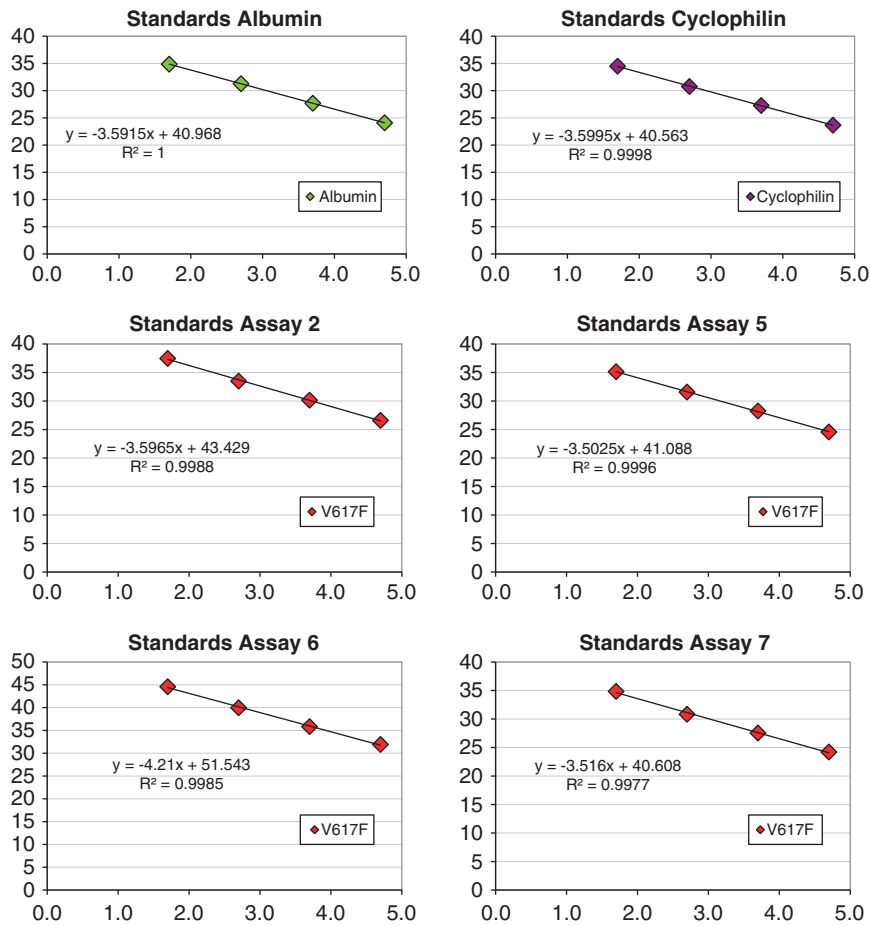 Standards Albumin
40
35
30
25
20
15
10
5
0
0.0 1.0 2.0 3.0 4.0 5.0
y = -3.5915x + 40.968
R² = 1
Albumin
Standards Cyclophilin
40
35
30
25
20
15
10
5
0
0.0 1.0 2.0 3.0 4.0 5.0
y = -3.5995x + 40.563
R² = 0.9998
Cyclophilin
Standards Assay 2
40
35
30
25
20
15
10
5
0
0.0 1.0 2.0 3.0 4.0 5.0
y = -3.5965x + 43.429
R² = 0.9988
V617F
Standards Assay 5
40
35
30
25
20
15
10
5
0
0.0 1.0 2.0 3.0 4.0 5.0
y = -3.5025x + 41.088
R² = 0.9996
V617F
Standards Assay 6
50
45
40
35
30
25
20
15
10
5
0
0.0 1.0 2.0 3.0 4.0 5.0
y = -4.21x + 51.543
R² = 0.9985
V617F
Standards Assay 7
40
35
30
25
20
15
10
5
0
0.0 1.0 2.0 3.0 4.0 5.0
y = -3.516x + 40.608
R² = 0.9977
V617F